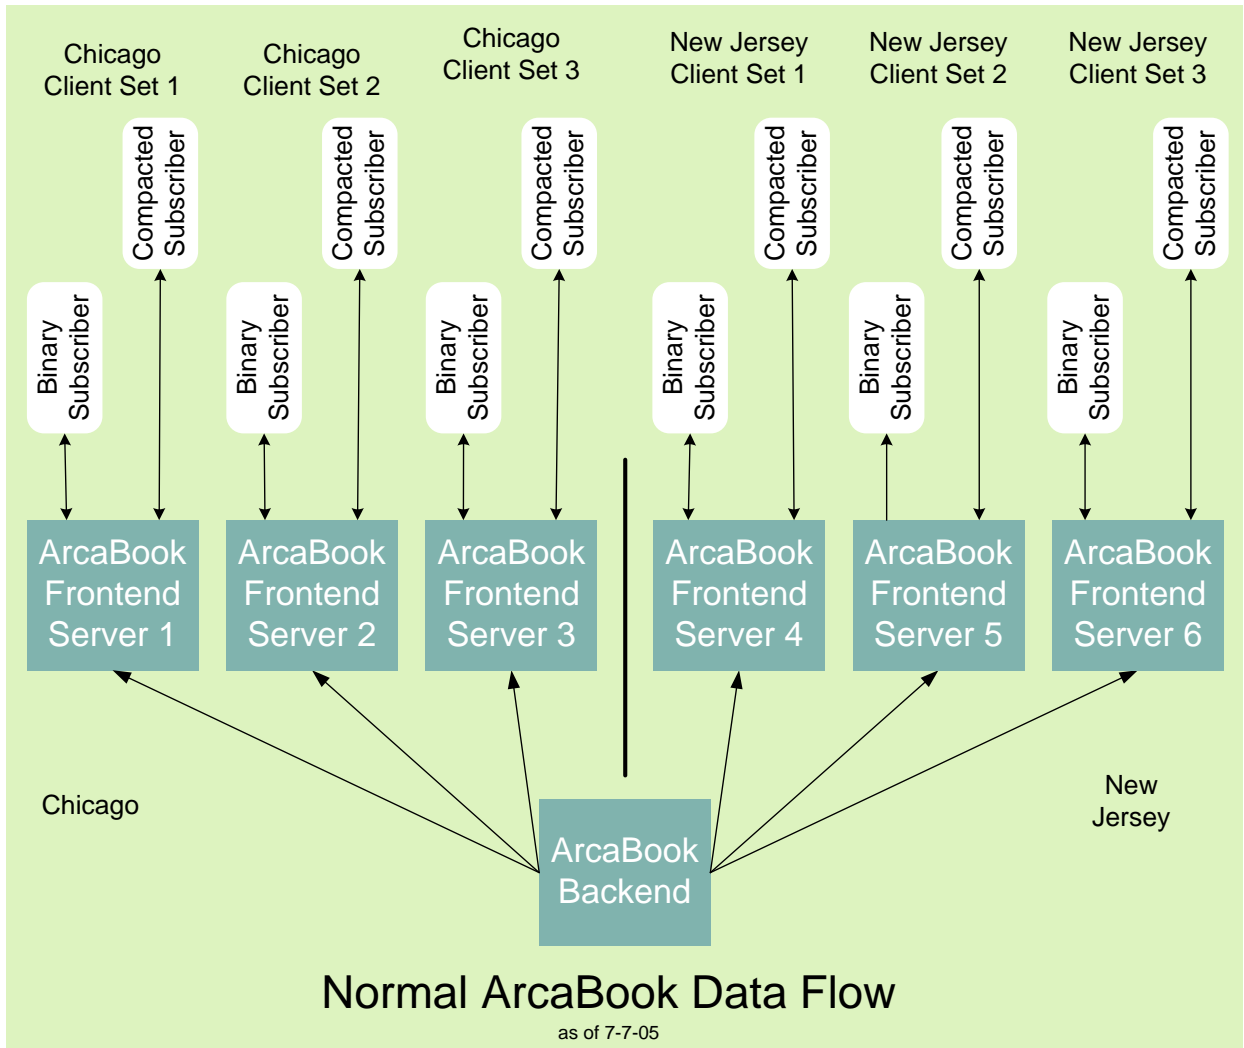 Chicago
Client Set 1
Chicago
Client Set 2
Chicago
Client Set 3
New Jersey
Client Set 1
New Jersey
Client Set 2
New Jersey
Client Set 3
Compacted
Subscriber
Compacted
Subscriber
Compacted
Subscriber
Compacted
Subscriber
Compacted
Subscriber
Compacted
Subscriber
Binary
Subscriber
Binary
Subscriber
Binary
Subscriber
Binary
Subscriber
Binary
Subscriber
Binary
Subscriber
ArcaBook
Frontend
Server 1
ArcaBook
Frontend
Server 2
ArcaBook
Frontend
Server 3
ArcaBook
Frontend
Server 4
ArcaBook
Frontend
Server 5
ArcaBook
Frontend
Server 6
Chicago
New
Jersey
ArcaBook
Backend
Normal ArcaBook Data Flow
as of 7-7-05